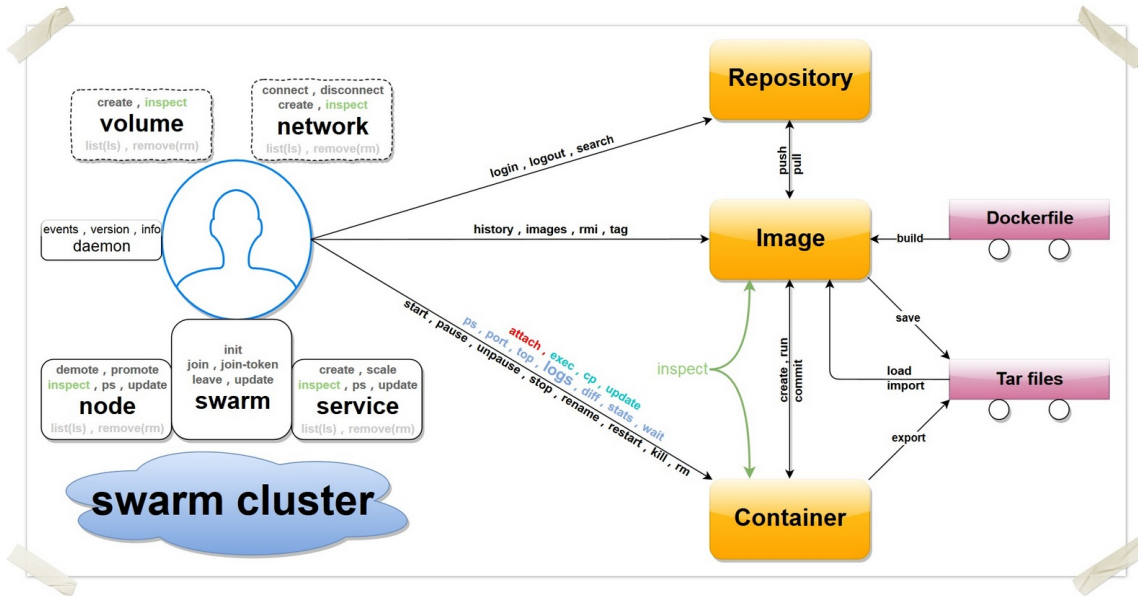 create , inspect
volume
list(ls) , remove(rm)
connect , disconnect
create , inspect
network
list(ls) , remove(rm)
events , version , info
daemon
init
join , join-token
leave , update
swarm
demote , promote
inspect , ps , update
node
list(ls) , remove(rm)
create , scale
inspect , ps , update
service
list(ls) , remove(rm)
swarm cluster
login , logout , search
history , images , rmi , tag
attach , exec , cp , update
ps , port , top , logs , diff , stats , wait
start , pause , unpause , stop , rename , restart , kill , rm
Repository
push
pull
Image
build
Dockerfile
inspect
create , run
commit
save
load
import
Tar files
export
Container